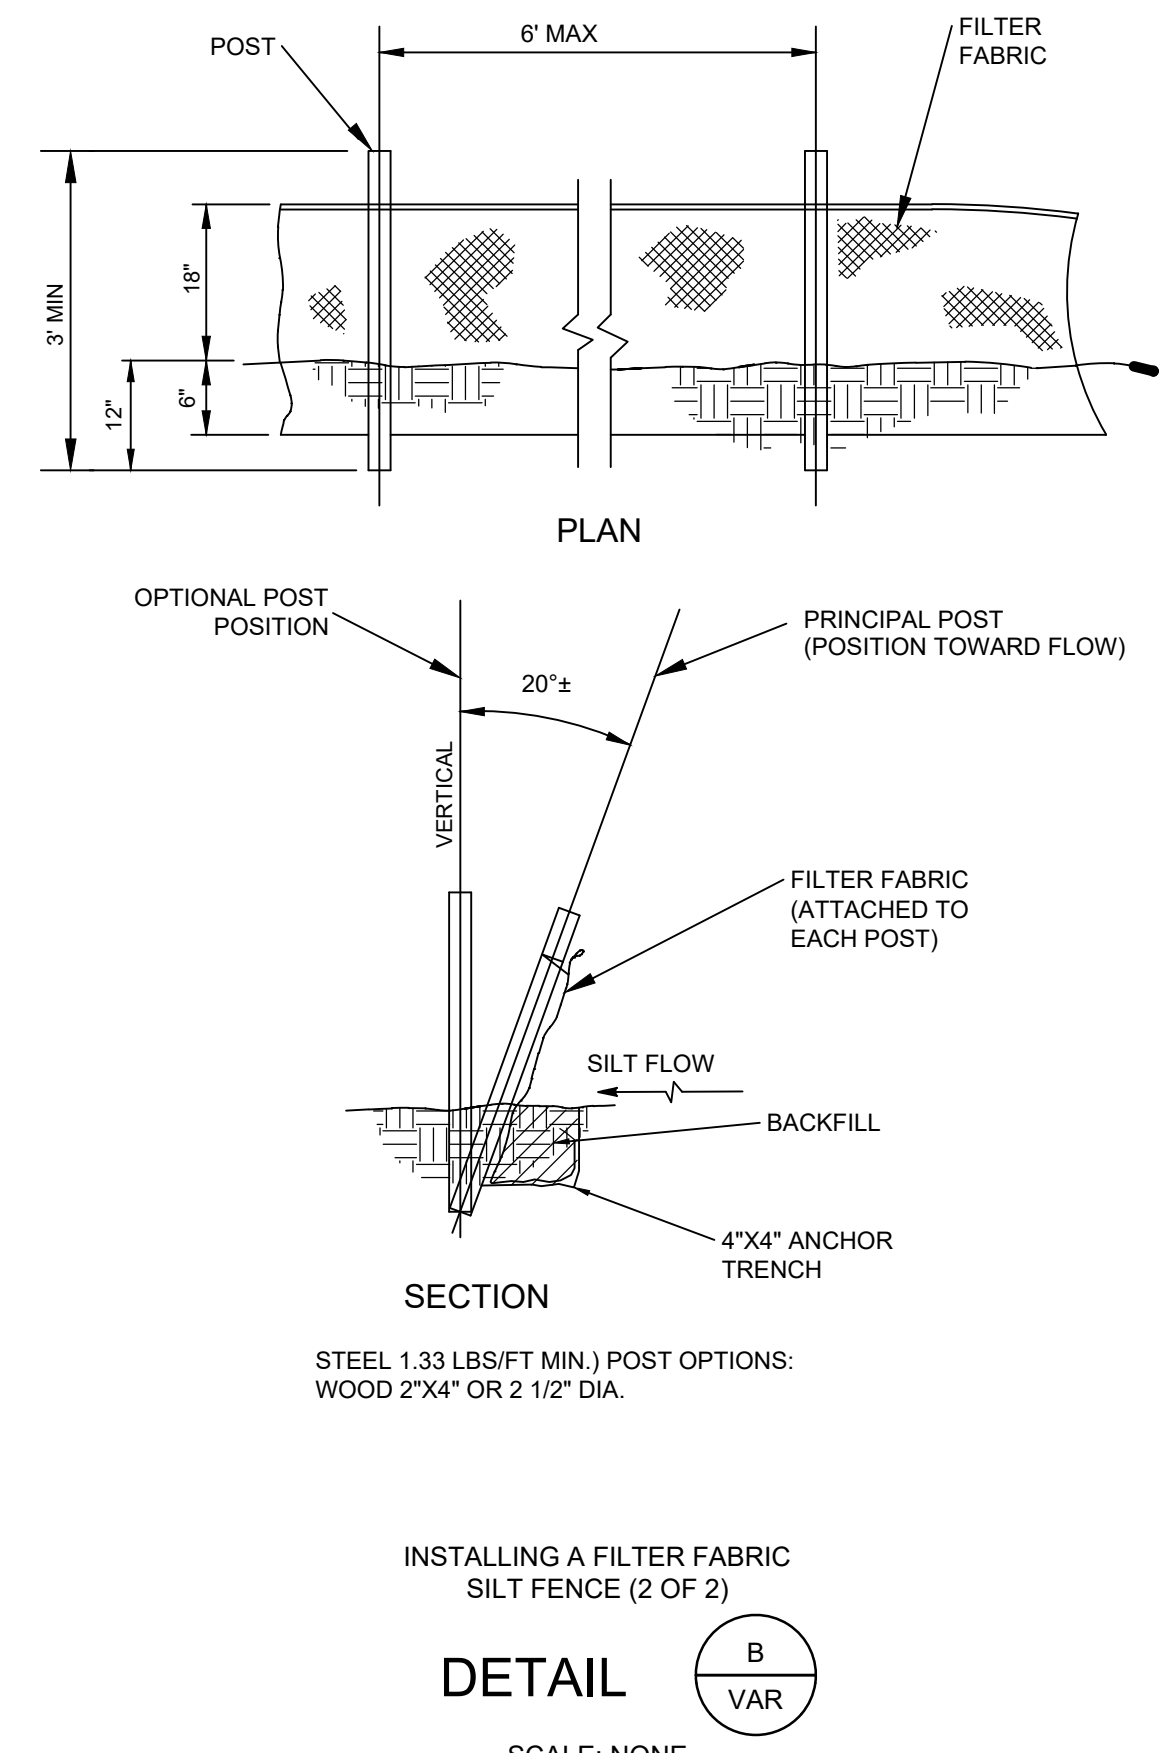 POST
6' MAX
FILTER
FABRIC
3' MIN
18"
12"
6"
PLAN
OPTIONAL POST
POSITION
20°±
PRINCIPAL POST
(POSITION TOWARD FLOW)
VERTICAL
FILTER FABRIC
(ATTACHED TO
EACH POST)
SILT FLOW
BACKFILL
4"X4" ANCHOR
TRENCH
SECTION
STEEL 1.33 LBS/FT MIN.) POST OPTIONS:
WOOD 2"X4" OR 2 1/2" DIA.
INSTALLING A FILTER FABRIC
SILT FENCE (2 OF 2)
DETAIL
B
VAR
SCALE: NONE